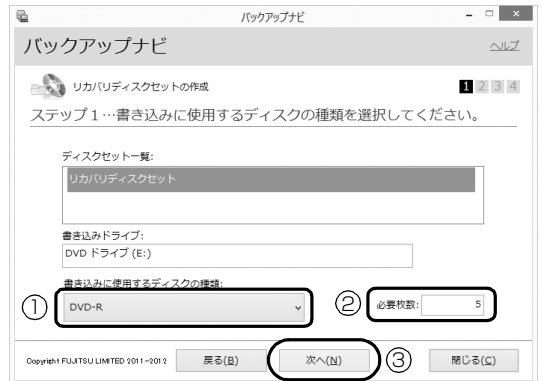 バックアップナビ
バックアップナビ
ヘルプ
リカバリディスクセットの作成
1 2 3 4
ステップ1…書き込みに使用するディスクの種類を選択してください。
ディスクセット一覧:
リカバリディスクセット
書き込みドライブ:
DVD ドライブ (E:)
書き込みに使用するディスクの種類:
① DVD-R
② 必要枚数: 5
Copyright FUJITSU LIMITED 2011-2012
戻る(B)
次へ(N) ③
閉じる(C)